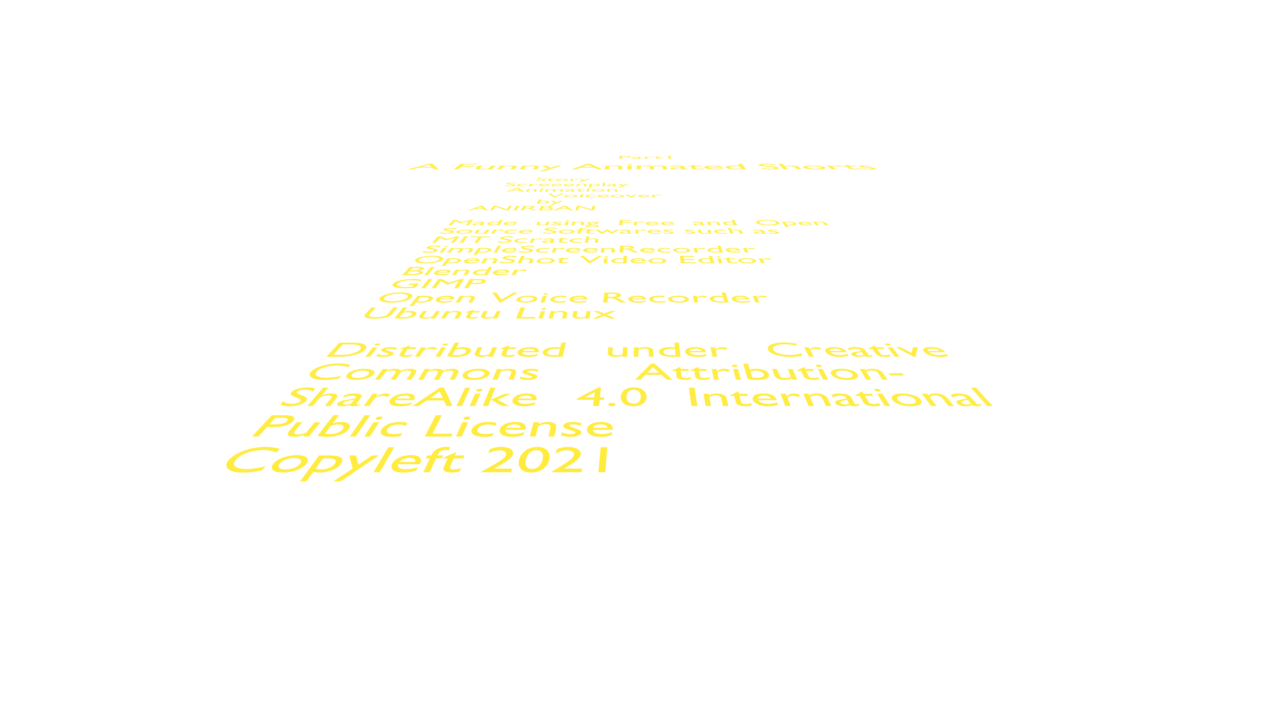 Part1
A Funny Animated Shorts
Story
Screeenplay
Animation
Voiceover
by
ANIRBAN
Made using Free and Open
Source Softwares such as
MIT Scratch
SimpleScreenRecorder
OpenShot Video Editor
Blender
GIMP
Open Voice Recorder
Ubuntu Linux
Distributed under Creative
Commons Attribution-
ShareAlike 4.0 International
Public License
Copyleft 2021